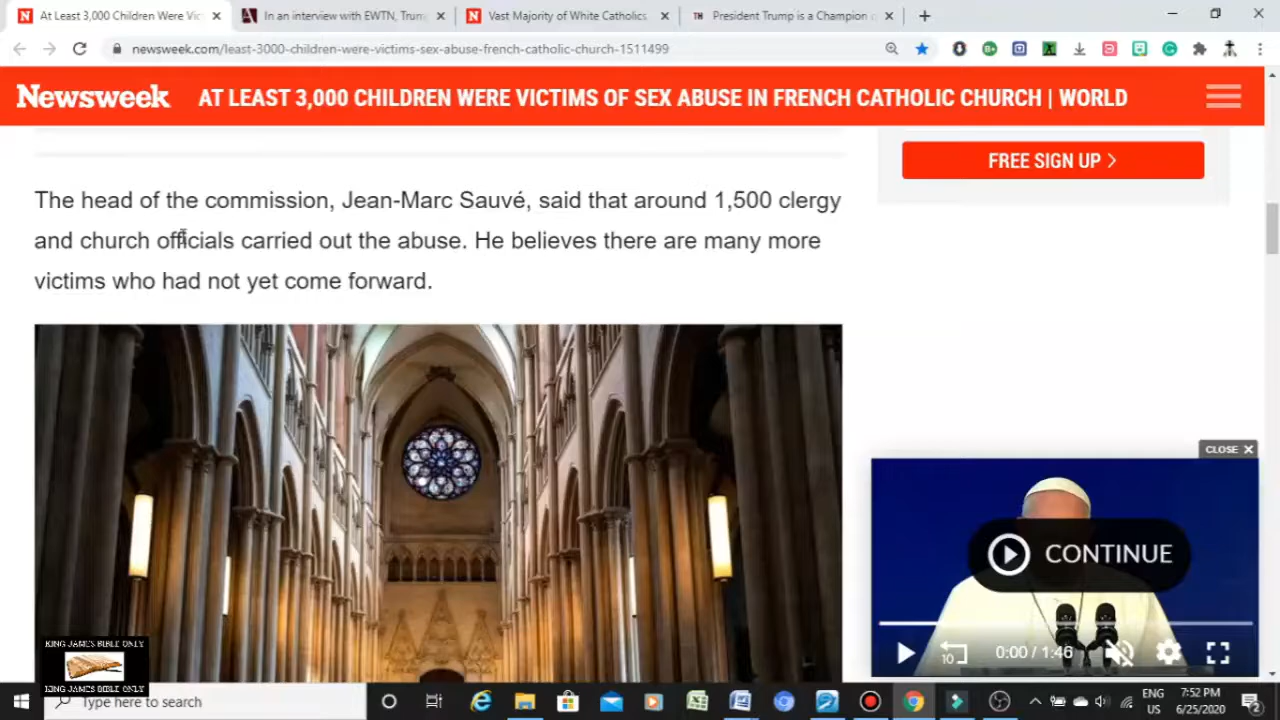 At Least 3,000 Children Were Vic
In an interview with EWTN, Trum
Vast Majority of White Catholics
TH
President Trump is a Champion o
newsweek.com/least-3000-children-were-victims-sex-abuse-french-catholic-church-1511499
Newsweek
AT LEAST 3,000 CHILDREN WERE VICTIMS OF SEX ABUSE IN FRENCH CATHOLIC CHURCH | WORLD
FREE SIGN UP >
The head of the commission, Jean-Marc Sauvé, said that around 1,500 clergy
and church officials carried out the abuse. He believes there are many more
victims who had not yet come forward.
CLOSE X
CONTINUE
10
0:00 / 1:46
KING JAMES BIBLE ONLY
KING JAMES BIBLE ONLY
Type here to search
ENG
US
7:52 PM
6/25/2020
2